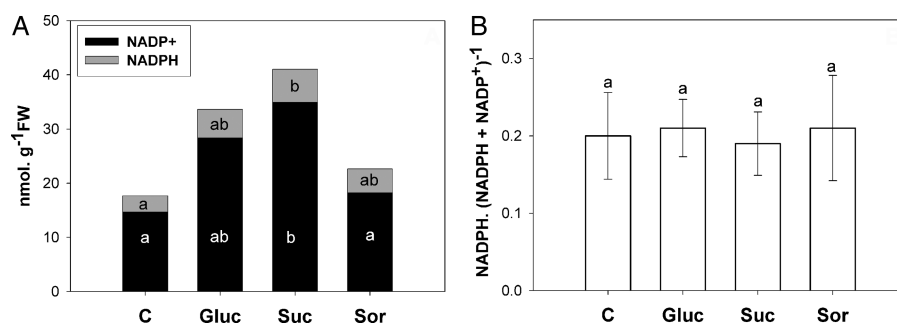 A
50
40
30
20
10
0
nmol. g⁻¹FW
NADP+
NADPH
a
ab
b
ab
a
ab
b
a
C
Gluc
Suc
Sor
B
0.3
0.2
0.1
0.0
NADPH. (NADPH + NADP⁺)⁻¹
a
a
a
a
C
Gluc
Suc
Sor